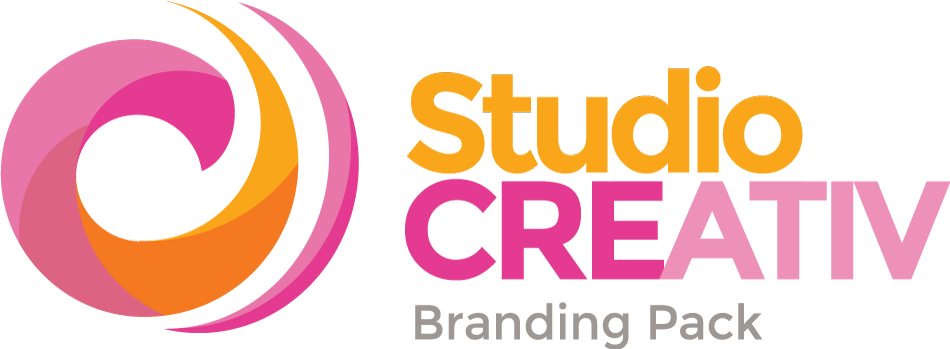 Studio
CREATIV
Branding Pack